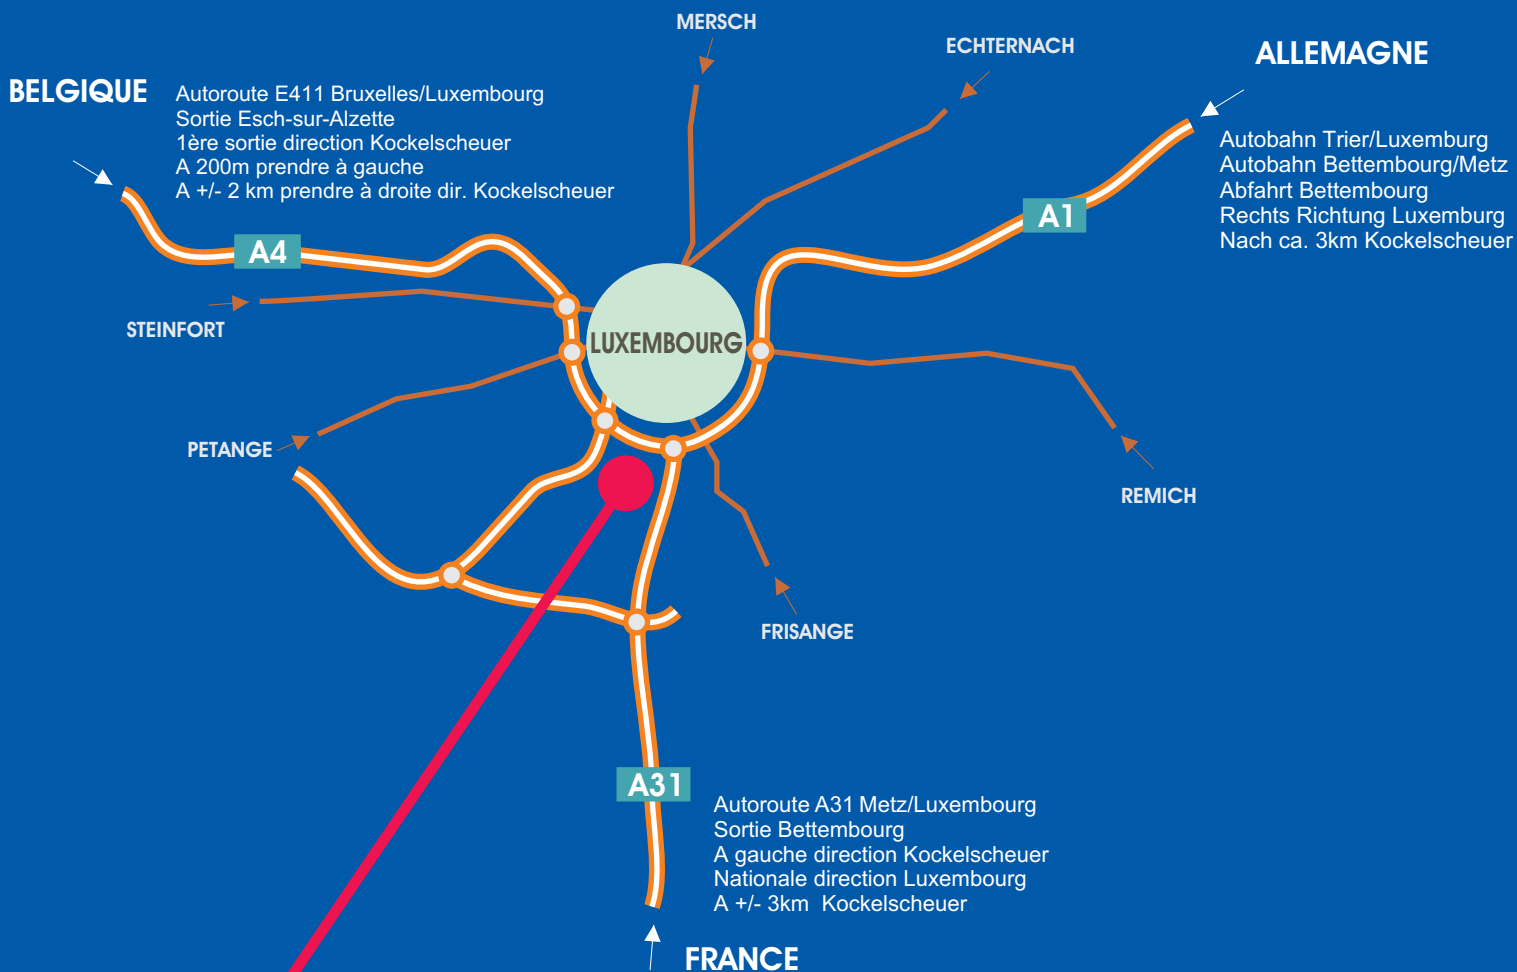 MERSCH
ECHTERNACH
ALLEMAGNE
BELGIQUE
Autoroute E411 Bruxelles/Luxembourg
Sortie Esch-sur-Alzette
1ère sortie direction Kockelscheuer
A 200m prendre à gauche
A +/- 2 km prendre à droite dir. Kockelscheuer
Autobahn Trier/Luxemburg
Autobahn Bettembourg/Metz
Abfahrt Bettembourg
Rechts Richtung Luxemburg
Nach ca. 3km Kockelscheuer
A1
A4
STEINFORT
LUXEMBOURG
PETANGE
REMICH
FRISANGE
A31
Autoroute A31 Metz/Luxembourg
Sortie Bettembourg
A gauche direction Kockelscheuer
Nationale direction Luxembourg
A +/- 3km Kockelscheuer
FRANCE